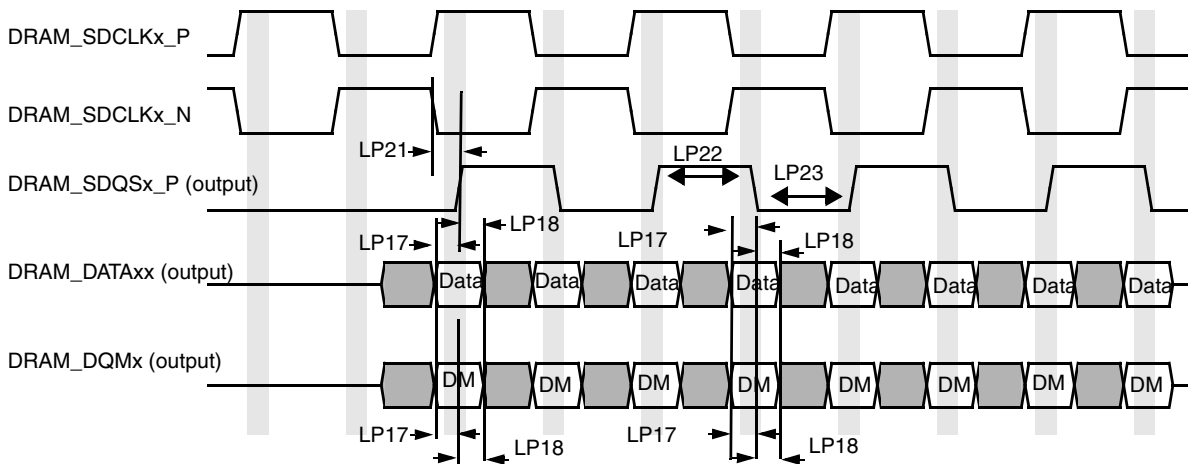 DRAM_SDCLKx_P
DRAM_SDCLKx_N
LP21
LP22
DRAM_SDQSx_P (output)
LP23
LP18
LP17
LP17
LP18
DRAM_DATAxx (output)
Data Data Data Data Data Data Data Data
DRAM_DQMx (output)
DM DM DM DM DM DM DM DM
LP17
LP18
LP17
LP18